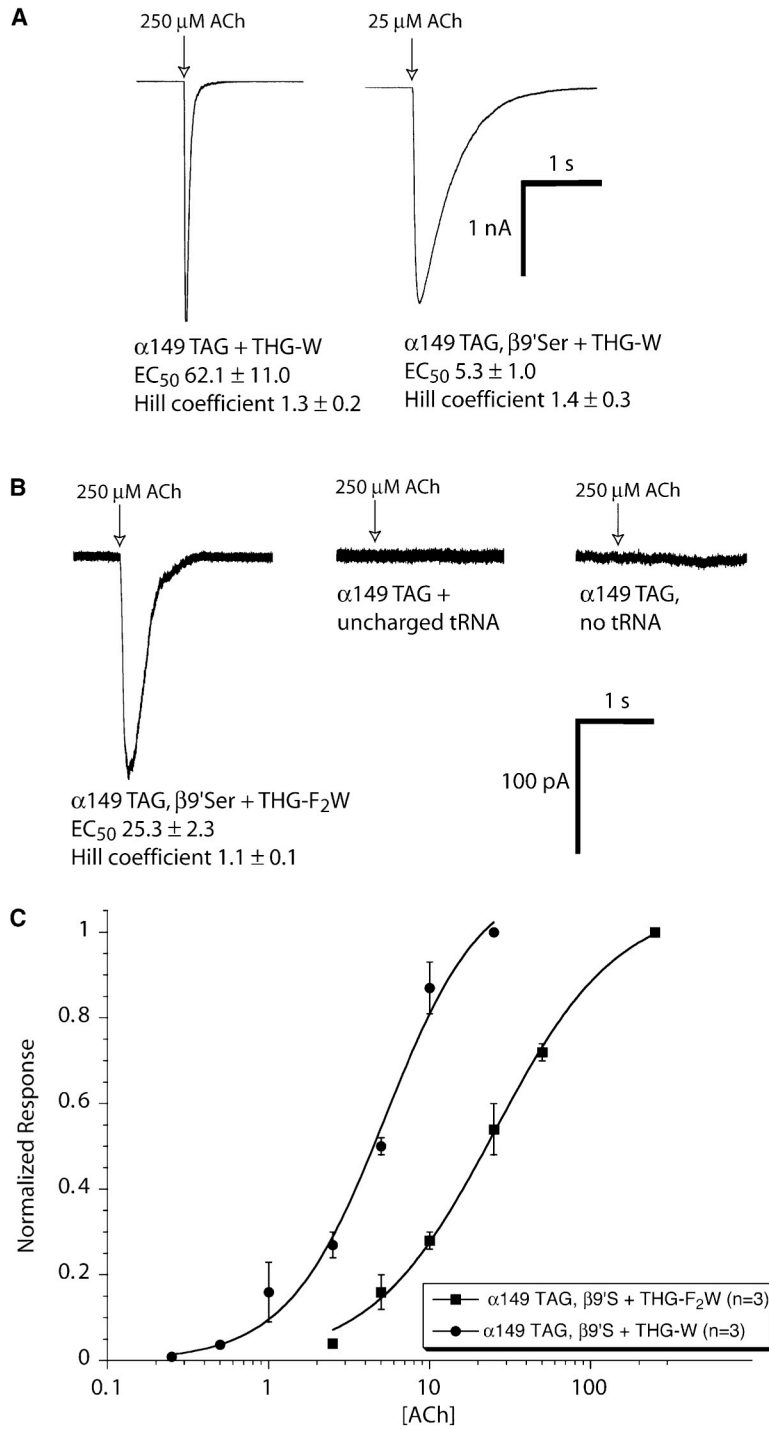 A
250 μM ACh
25 μM ACh
1 s
1 nA
α149 TAG + THG-W
EC50 62.1 ± 11.0
Hill coefficient 1.3 ± 0.2
α149 TAG, β9'Ser + THG-W
EC50 5.3 ± 1.0
Hill coefficient 1.4 ± 0.3
B
250 μM ACh
250 μM ACh
250 μM ACh
α149 TAG +
uncharged tRNA
α149 TAG,
no tRNA
1 s
100 pA
α149 TAG, β9'Ser + THG-F2W
EC50 25.3 ± 2.3
Hill coefficient 1.1 ± 0.1
C
1
0.8
0.6
0.4
0.2
0
Normalized Response
α149 TAG, β9'S + THG-F2W (n=3)
α149 TAG, β9'S + THG-W (n=3)
0.1
1
10
100
[ACh]